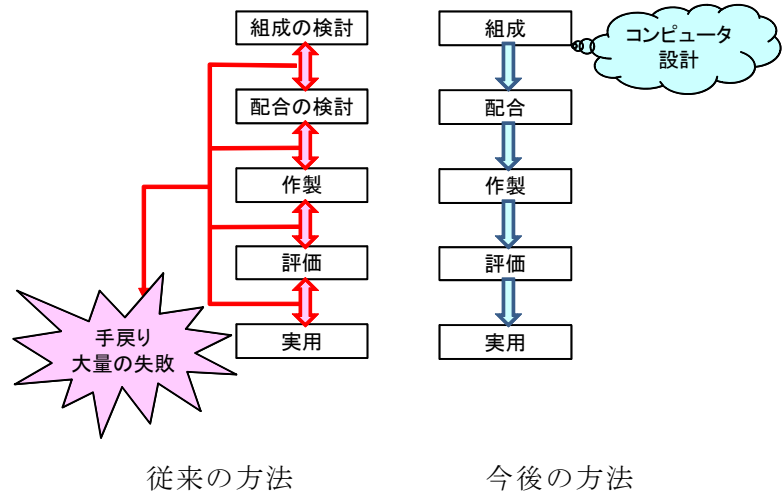 組成の検討
配合の検討
作製
評価
実用
手戻り
大量の失敗
従来の方法
組成
コンピュータ
設計
配合
作製
評価
実用
今後の方法